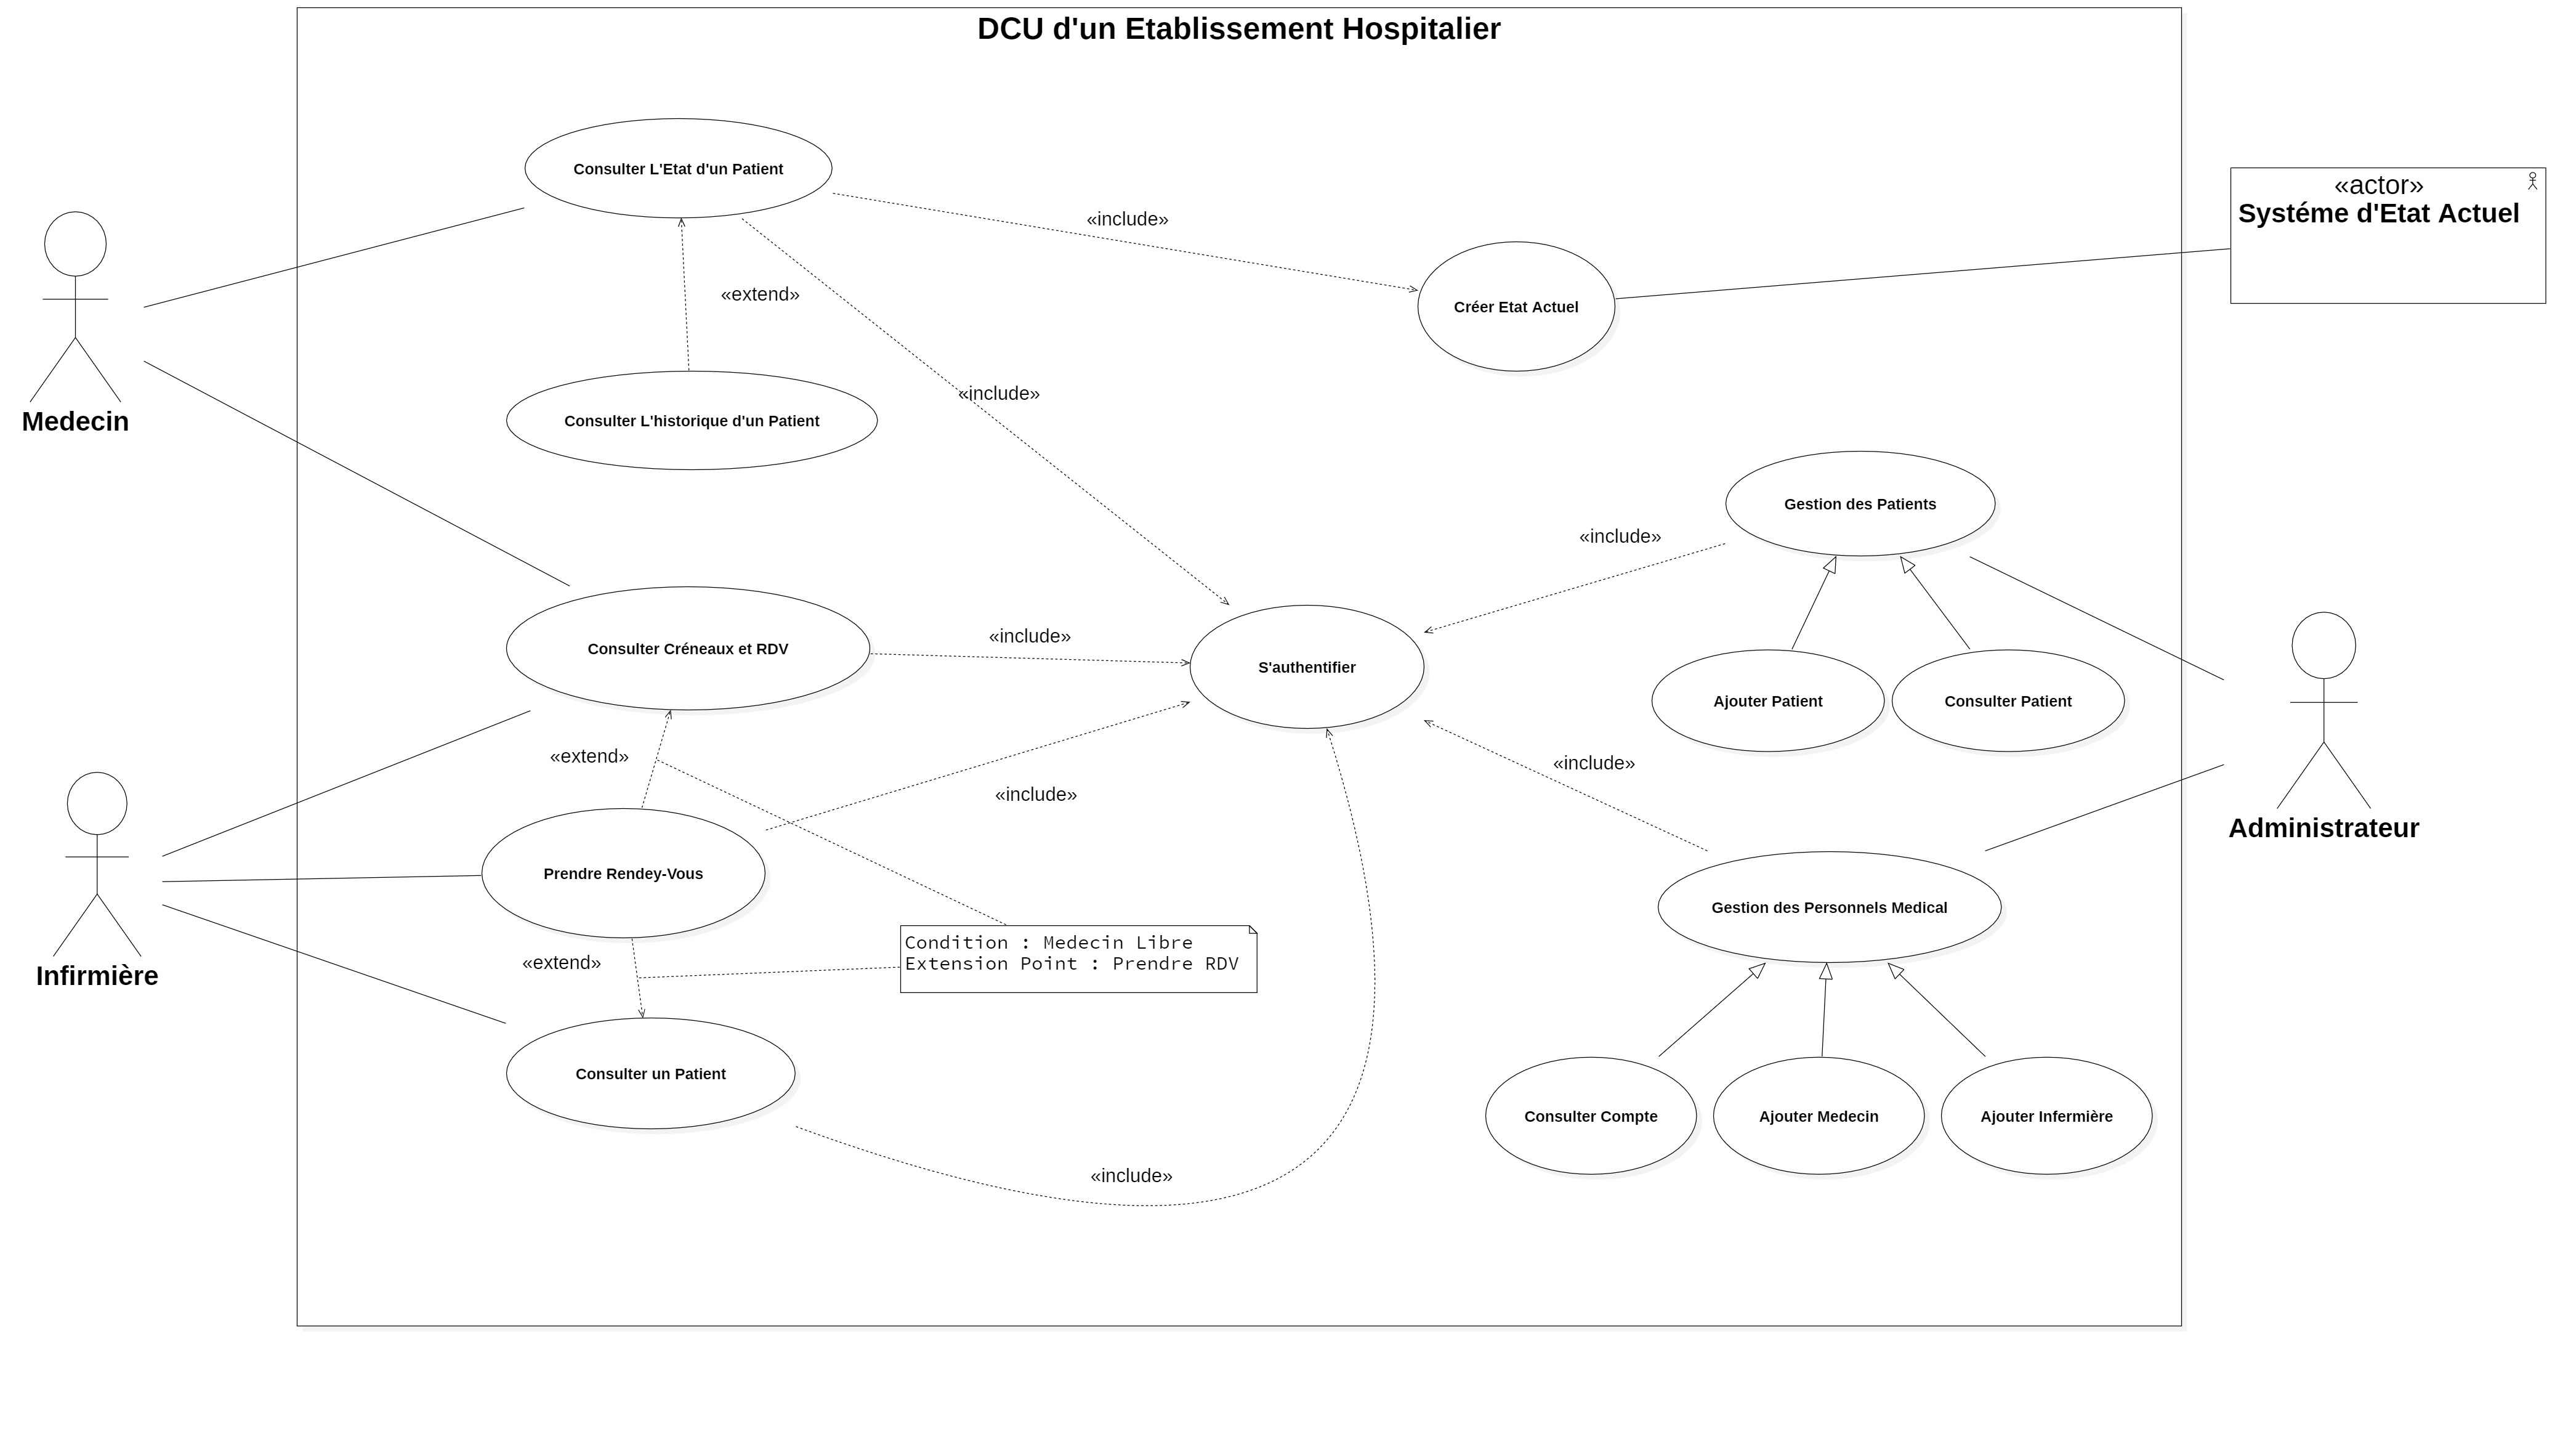 DCU d'un Etablissement Hospitalier
Consulter L'Etat d'un Patient
«actor»
Systéme d'Etat Actuel
«include»
«extend»
Créer Etat Actuel
«include»
Medecin
Consulter L'historique d'un Patient
Gestion des Patients
«include»
«include»
Consulter Créneaux et RDV
S'authentifier
Ajouter Patient
Consulter Patient
«extend»
«include»
«include»
Administrateur
Prendre Rendey-Vous
Gestion des Personnels Medical
Condition : Medecin Libre
Extension Point : Prendre RDV
«extend»
Infirmière
Consulter un Patient
Consulter Compte
Ajouter Medecin
Ajouter Infermière
«include»